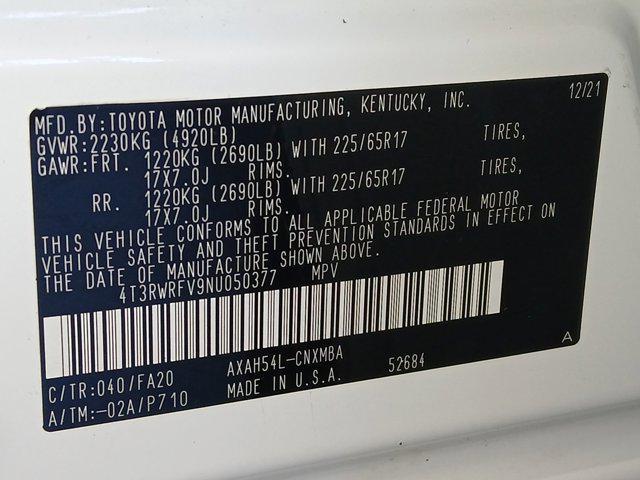 MFD. BY: TOYOTA MOTOR MANUFACTURING, KENTUCKY, INC. 12/21
GVWR: 2230KG (4920LB)
GAWR: FRT. 1220KG (2690LB) WITH 225/65R17 TIRES,
17X7.0J RIMS.
RR. 1220KG (2690LB) WITH 225/65R17 TIRES,
17X7.0J RIMS.
THIS VEHICLE CONFORMS TO ALL APPLICABLE FEDERAL MOTOR
VEHICLE SAFETY AND THEFT PREVENTION STANDARDS IN EFFECT ON
THE DATE OF MANUFACTURE SHOWN ABOVE.
4T3RWRFV9NU050377 MPV
C/TR: 040/FA20 AXAH54L-CNXMBA 52684 A
A/TM: -02A/P710 MADE IN U.S.A.